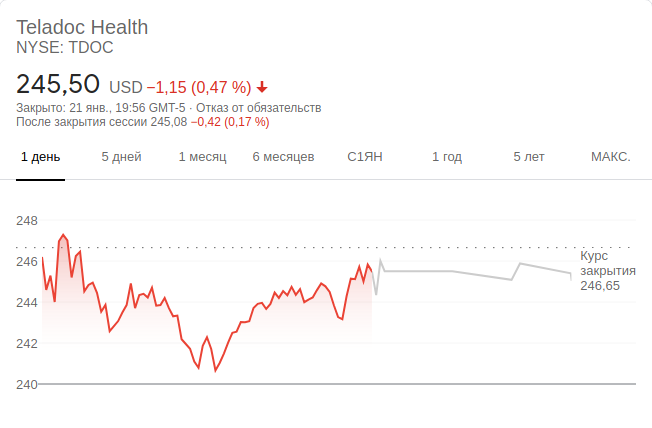 Teladoc Health
NYSE: TDOC
245,50 USD −1,15 (0,47 %)
Закрыто: 21 янв., 19:56 GMT-5 · Отказ от обязательств
После закрытия сессии 245,08 −0,42 (0,17 %)
1 день 5 дней 1 месяц 6 месяцев С1ЯН 1 год 5 лет МАКС.
248
246
244
242
240
Курс
закрытия
246,65